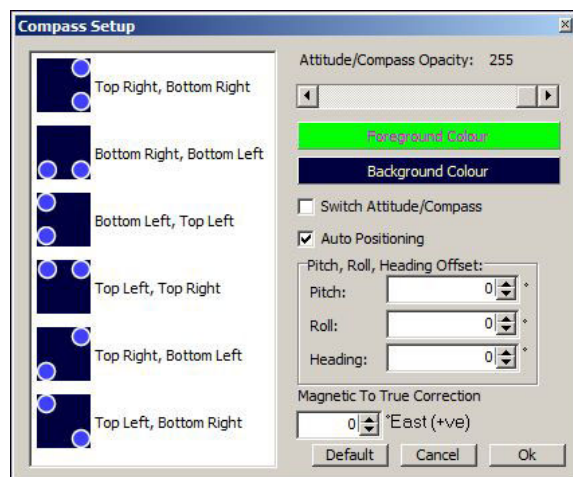 Compass Setup
Top Right, Bottom Right
Bottom Right, Bottom Left
Bottom Left, Top Left
Top Left, Top Right
Top Right, Bottom Left
Top Left, Bottom Right
Attitude/Compass Opacity: 255
Foreground Colour
Background Colour
Switch Attitude/Compass
Auto Positioning
Pitch, Roll, Heading Offset:
Pitch: 0 °
Roll: 0 °
Heading: 0 °
Magnetic To True Correction
0 °East (+ve)
Default Cancel Ok